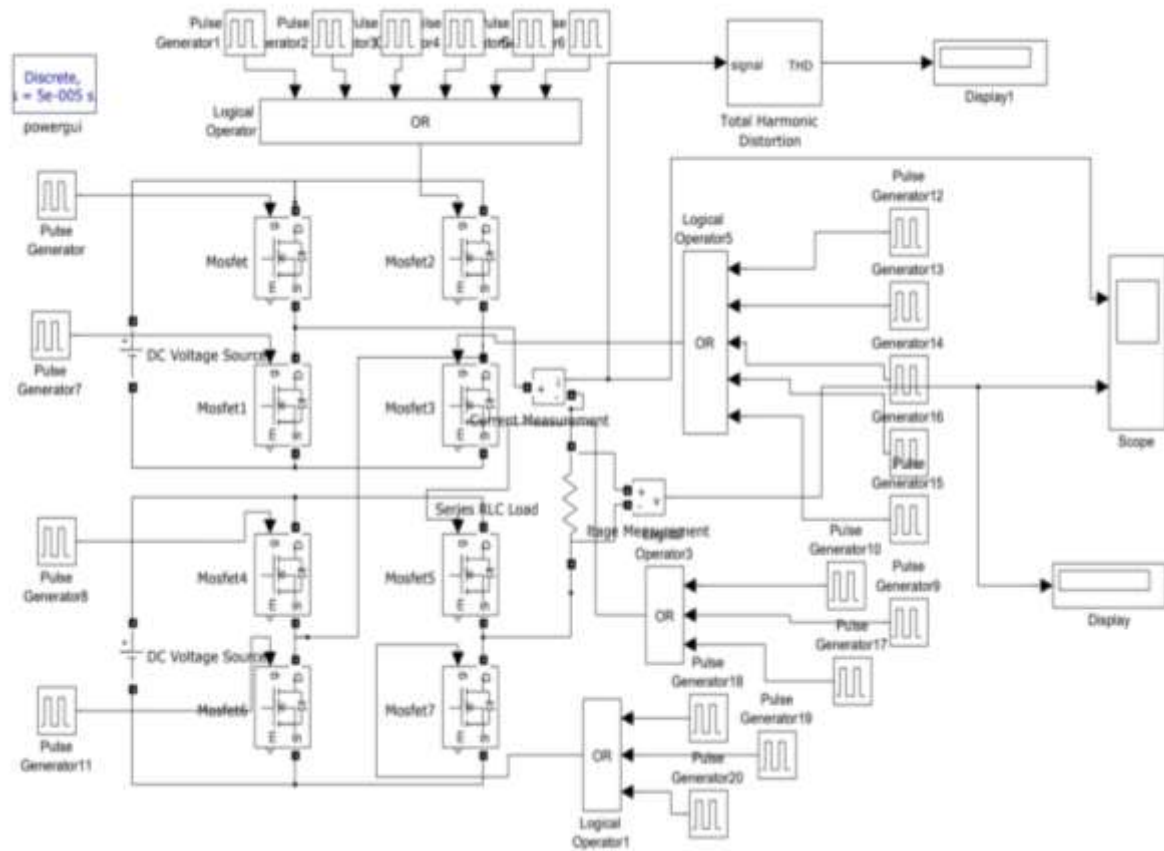 Pulse
Generator1
Pulse
Discrete,
s = 5e-005 s
powergui
Logical
Operator
OR
signal
THD
Total Harmonic
Distortion
Display1
Pulse
Generator
Mosfet
Mosfet2
Logical
Operator5
OR
Pulse
Generator12
Generator13
Generator14
Generator16
Pulse
Generator15
Scope
Pulse
Generator7
DC Voltage Source
Mosfet1
Mosfet3
Current Measurement
Series RLC Load
Measurement
Operator3
OR
Pulse
Generator10
Pulse
Generator9
Pulse
Generator17
Display
Pulse
Generator8
Mosfet4
Mosfet5
DC Voltage Source
Mosfet6
Mosfet7
Pulse
Generator11
Pulse
Generator18
Pulse
Generator19
Pulse
Generator20
OR
Logical
Operator1